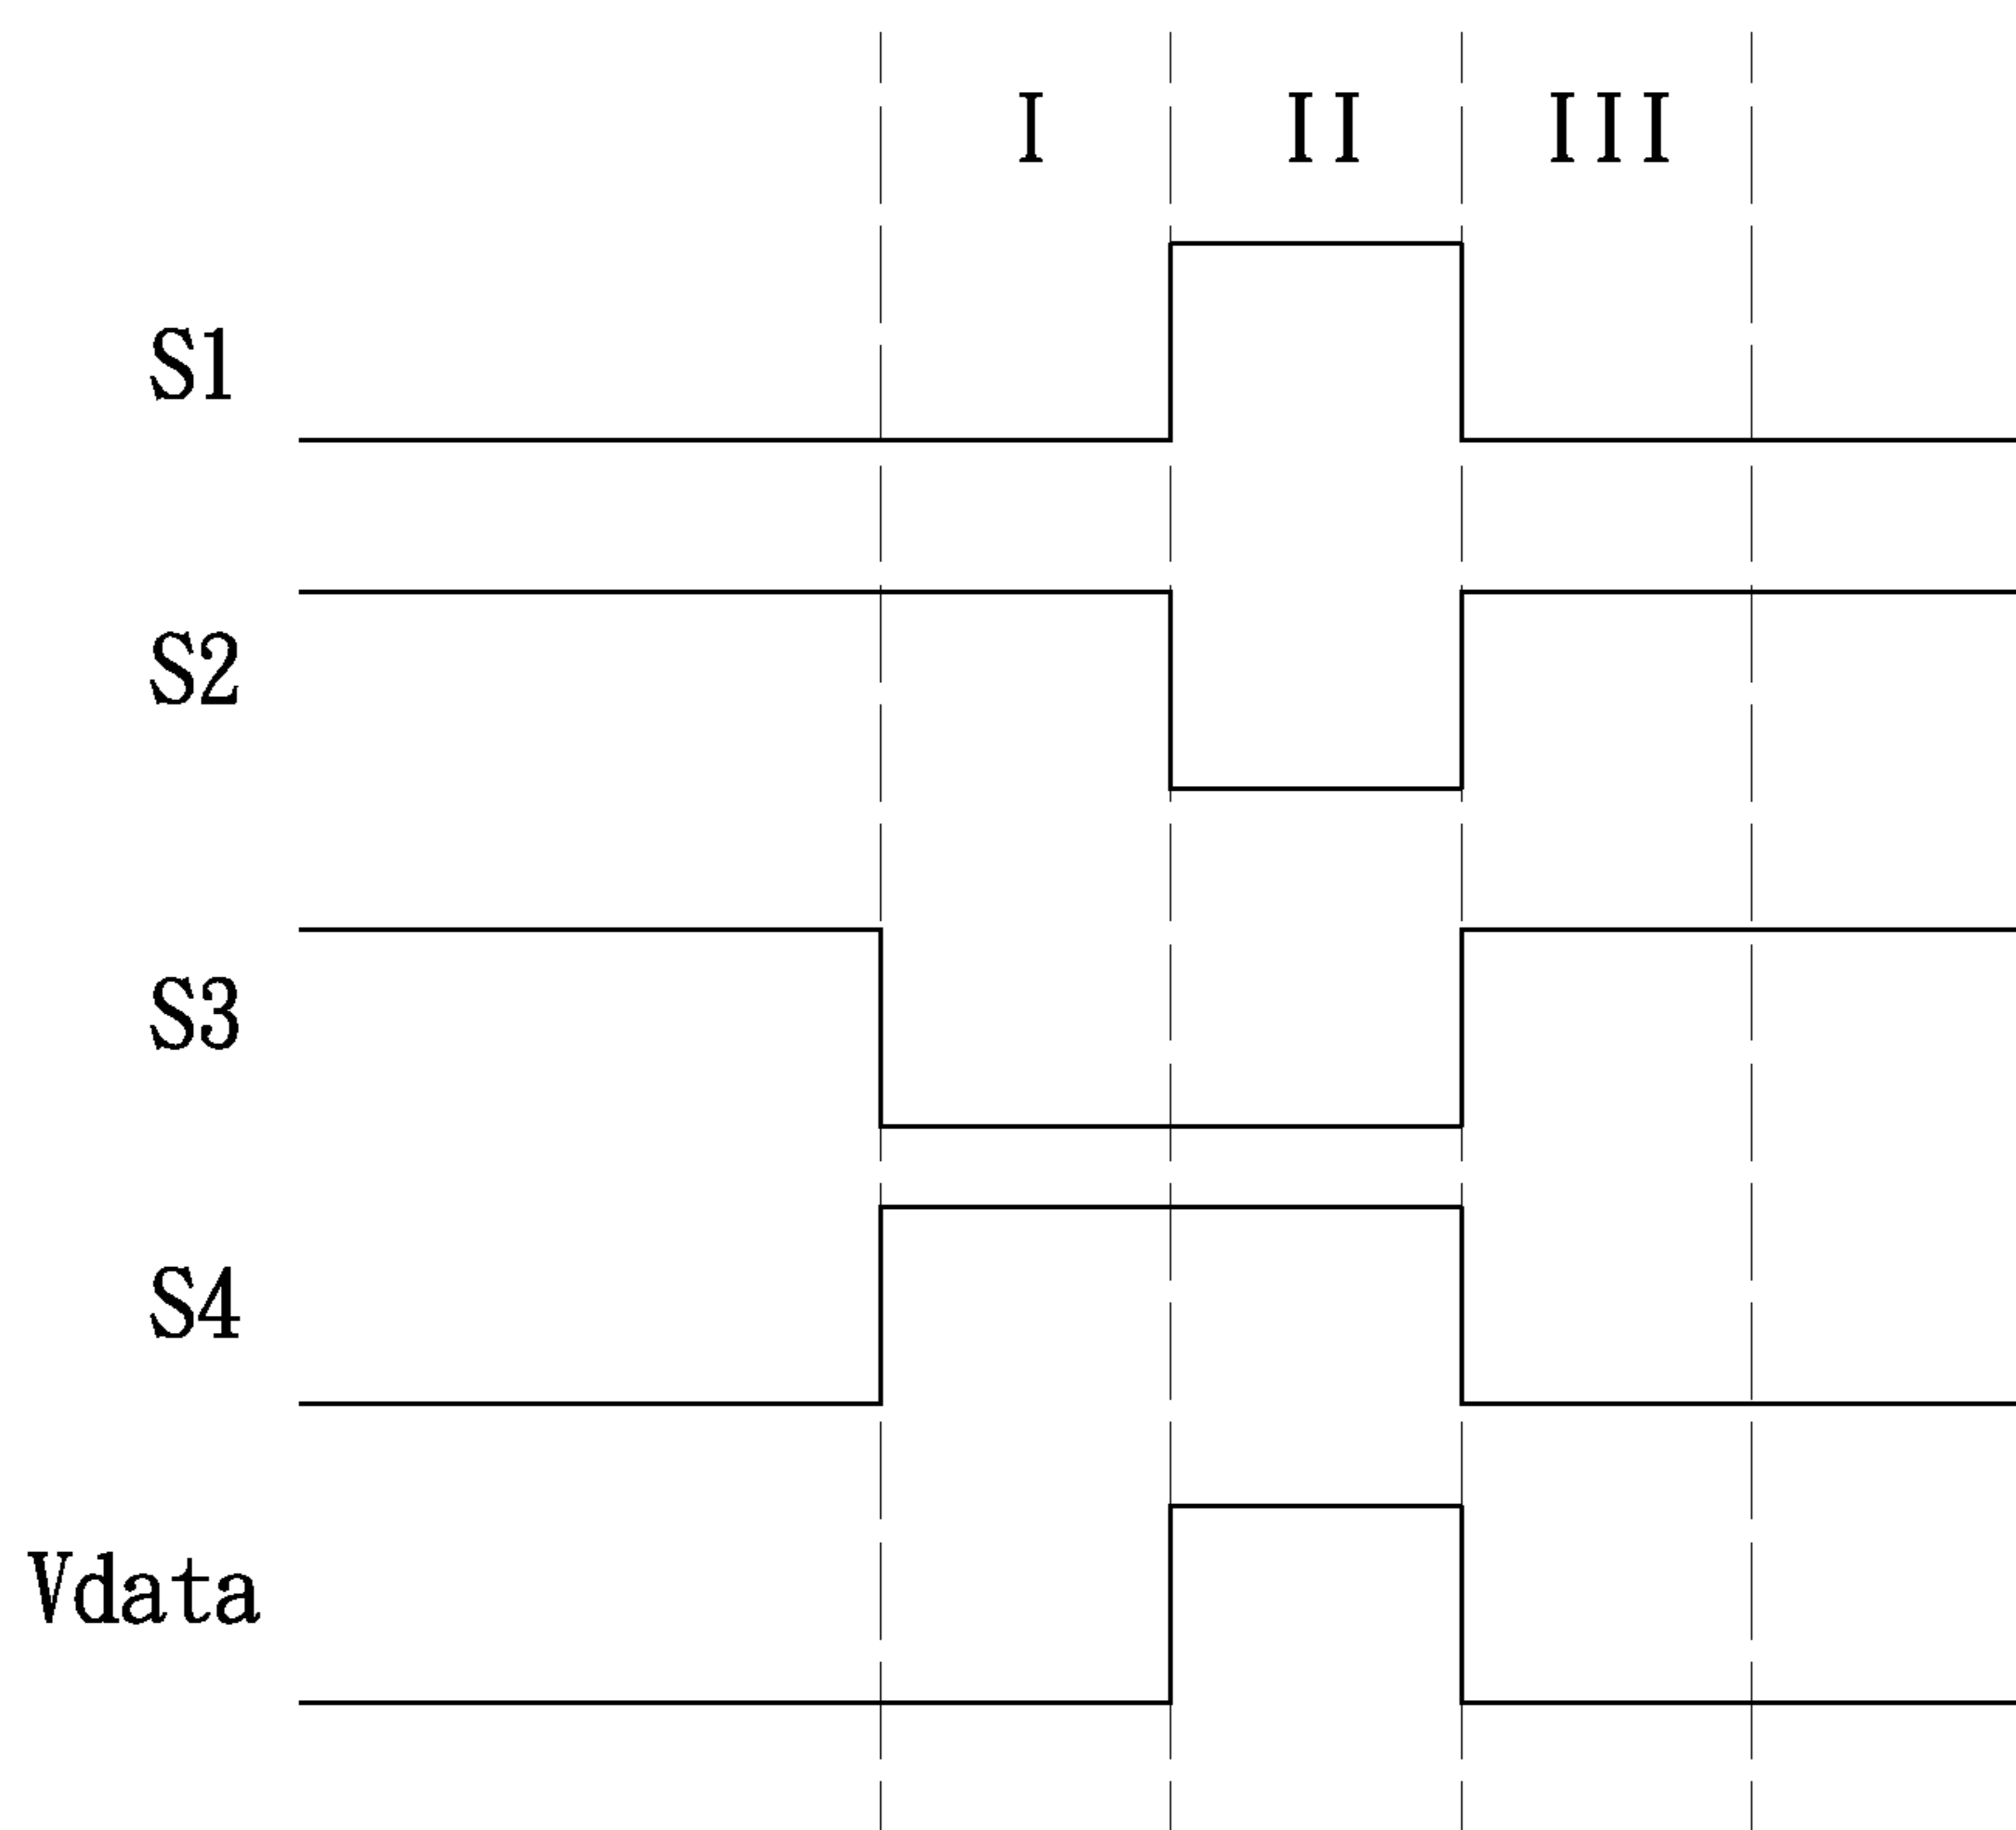 I II III
S1
S2
S3
S4
Vdata